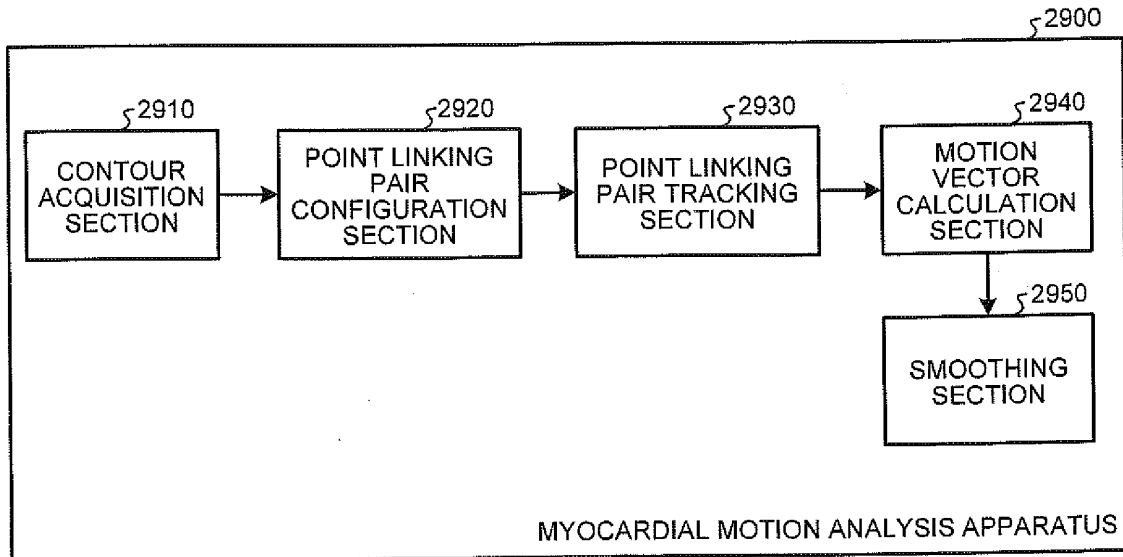 2900
2910
CONTOUR
ACQUISITION
SECTION
2920
POINT LINKING
PAIR
CONFIGURATION
SECTION
2930
POINT LINKING
PAIR TRACKING
SECTION
2940
MOTION
VECTOR
CALCULATION
SECTION
2950
SMOOTHING
SECTION
MYOCARDIAL MOTION ANALYSIS APPARATUS